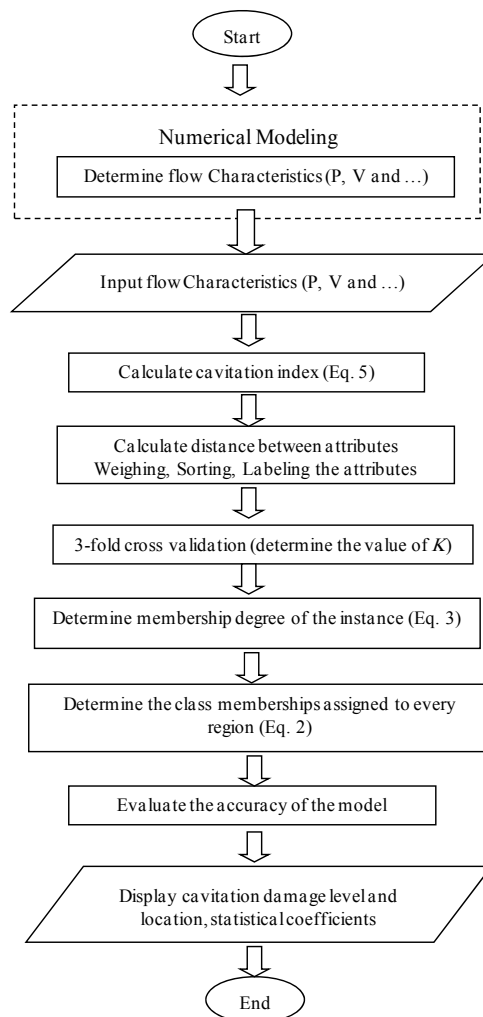 Start
Numerical Modeling
Determine flow Characteristics (P, V and …)
Input flow Characteristics (P, V and …)
Calculate cavitation index (Eq. 5)
Calculate distance between attributes
Weighing, Sorting, Labeling the attributes
3-fold cross validation (determine the value of K)
Determine membership degree of the instance (Eq. 3)
Determine the class memberships assigned to every
region (Eq. 2)
Evaluate the accuracy of the model
Display cavitation damage level and
location, statistical coefficients
End